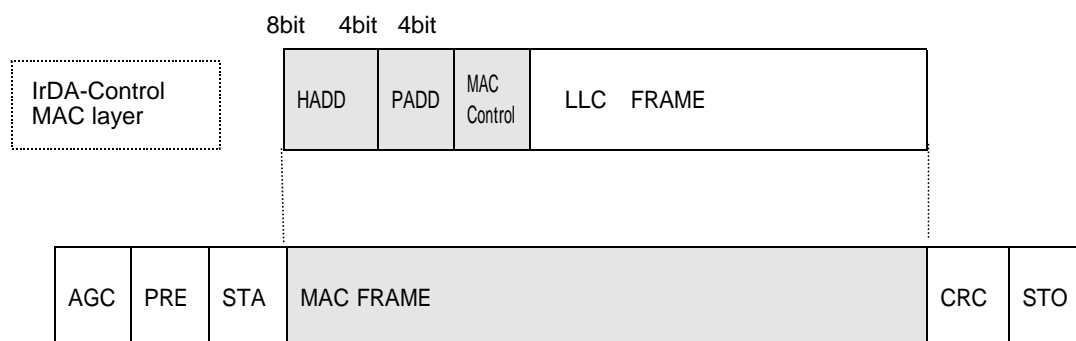 8bit 4bit 4bit
IrDA-Control
MAC layer
HADD PADD MAC Control LLC FRAME
AGC PRE STA MAC FRAME CRC STO